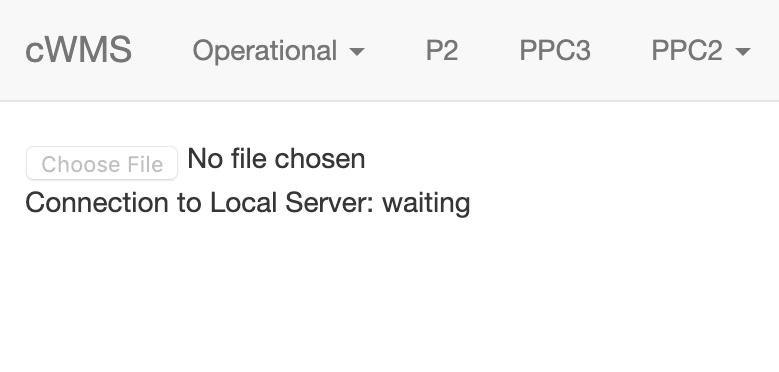 cWMS Operational P2 PPC3 PPC2
Choose File No file chosen
Connection to Local Server: waiting